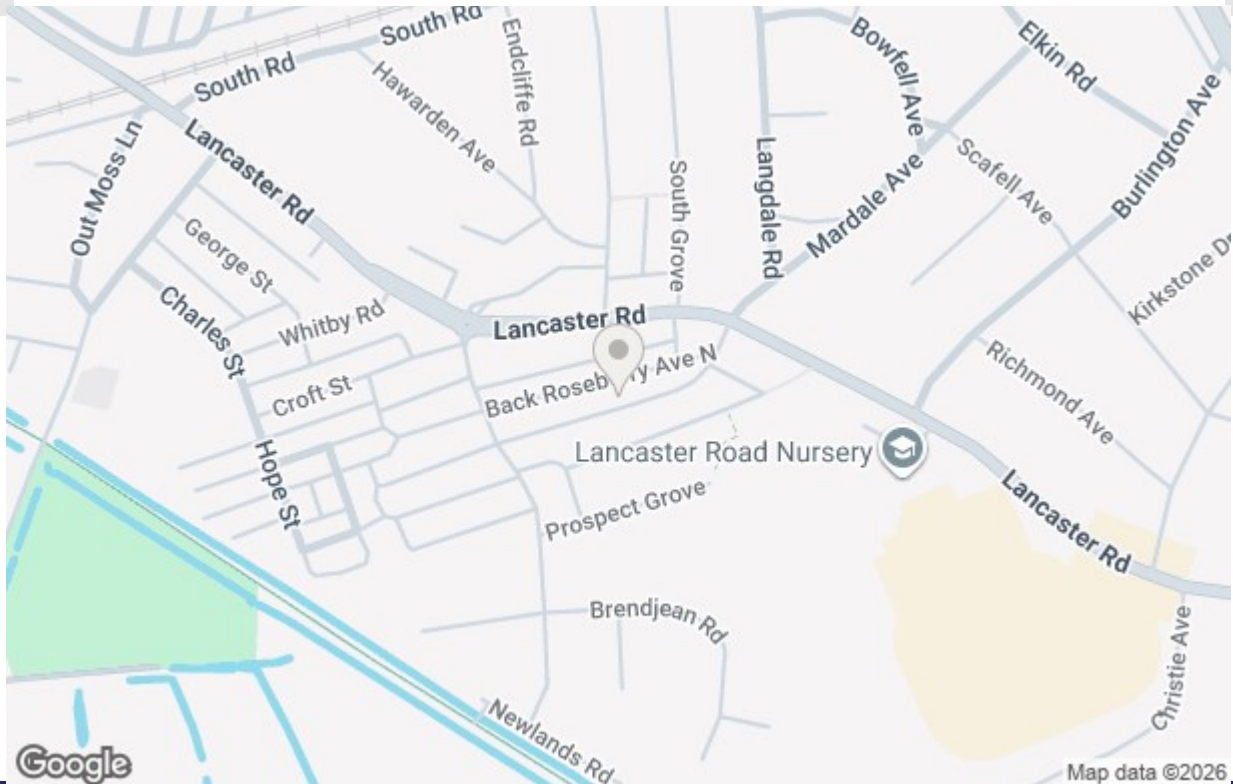 South Rd
South Rd
Endcliffe Rd
Hawarden Ave
Bowfell Ave
Elkin Rd
Burlington Ave
Out Moss Ln
Lancaster Rd
South Grove
Langdale Rd
Mardale Ave
Scafell Ave
Kirkstone Dr
George St
Charles St
Whitby Rd
Lancaster Rd
Croft St
Back Rosebery Ave N
Richmond Ave
Lancaster Road Nursery
Hope St
Prospect Grove
Lancaster Rd
Brendjean Rd
Christie Ave
Newlands Rd
Google
Map data ©2026